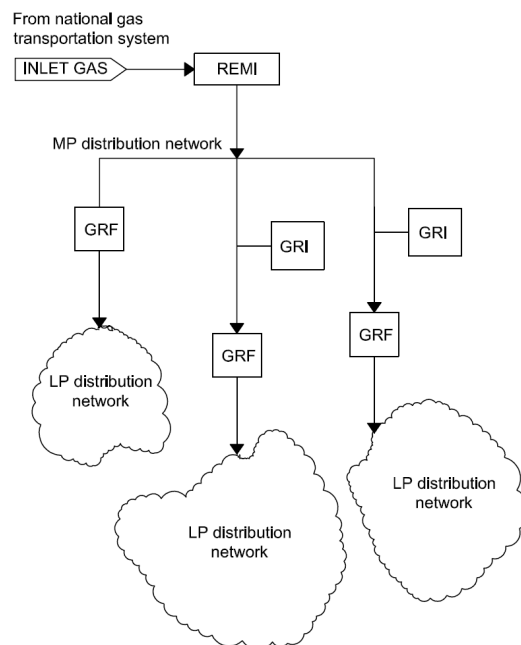 From national gas
transportation system
INLET GAS
REMI
MP distribution network
GRF
GRI
GRI
GRF
GRF
LP distribution
network
LP distribution
network
LP distribution
network